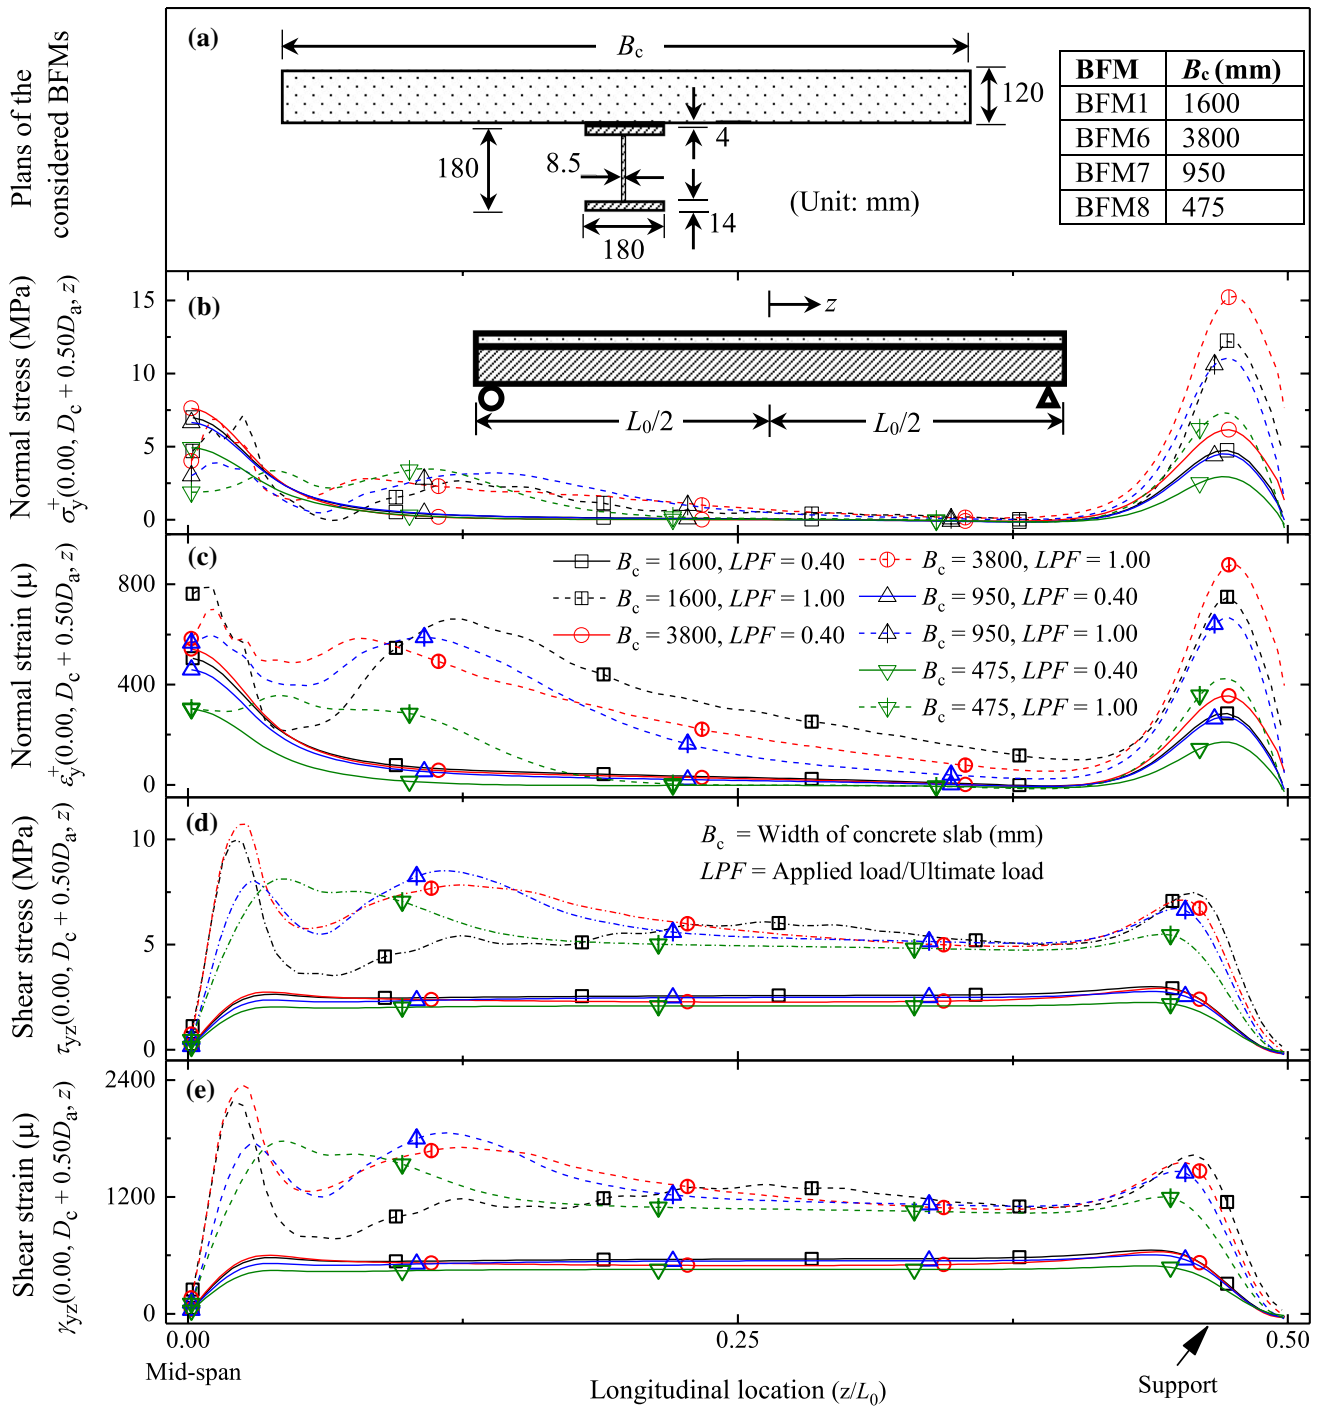 Plans of the
considered BFMs
(a)
Bc
120
4
180
8.5
14
180
(Unit: mm)
BFM Bc (mm)
BFM1 1600
BFM6 3800
BFM7 950
BFM8 475
Normal stress (MPa)
σy+(0.00, Dc + 0.50Da, z)
15
10
5
0
(b)
z
L0/2 L0/2
Normal strain (μ)
εy+(0.00, Dc + 0.50Da, z)
800
400
0
(c)
Bc = 1600, LPF = 0.40
Bc = 1600, LPF = 1.00
Bc = 3800, LPF = 0.40
Bc = 3800, LPF = 1.00
Bc = 950, LPF = 0.40
Bc = 950, LPF = 1.00
Bc = 475, LPF = 0.40
Bc = 475, LPF = 1.00
Shear stress (MPa)
τyz(0.00, Dc + 0.50Da, z)
10
5
0
(d)
Bc = Width of concrete slab (mm)
LPF = Applied load/Ultimate load
Shear strain (μ)
γyz(0.00, Dc + 0.50Da, z)
2400
1200
0
(e)
0.00 0.25 0.50
Mid-span
Support
Longitudinal location (z/L0)